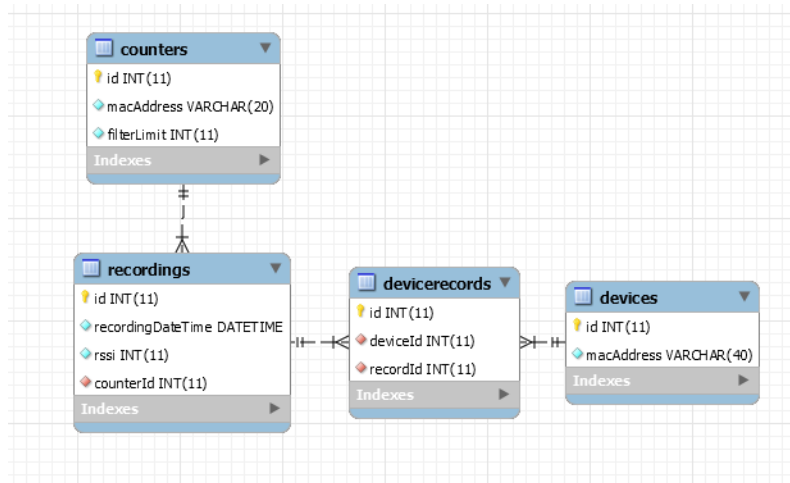 counters
id INT(11)
macAddress VARCHAR(20)
filterLimit INT(11)
Indexes
recordings
id INT(11)
recordingDateTime DATETIME
rssi INT(11)
counterId INT(11)
Indexes
devicerecords
id INT(11)
deviceId INT(11)
recordId INT(11)
Indexes
devices
id INT(11)
macAddress VARCHAR(40)
Indexes